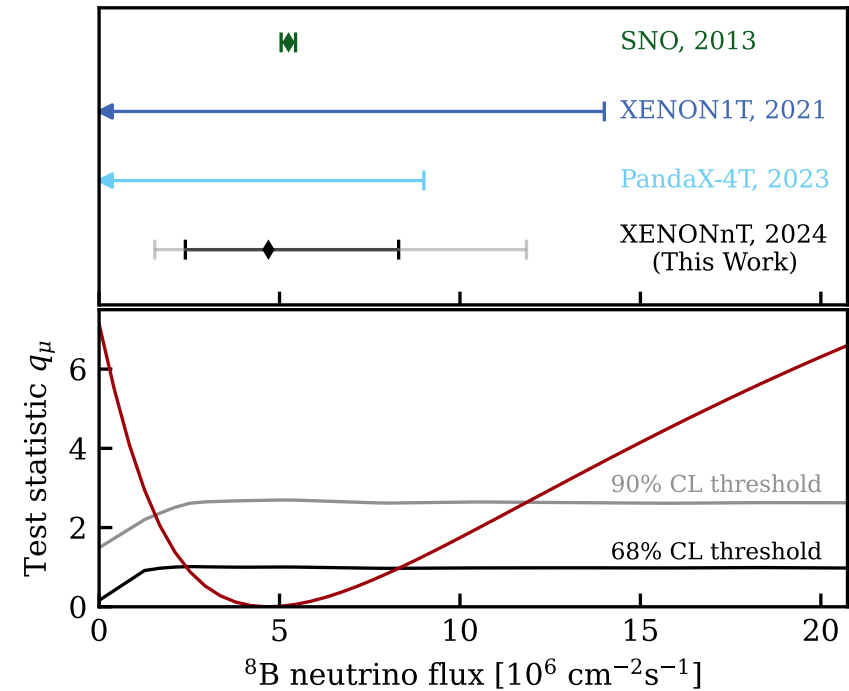 SNO, 2013
XENON1T, 2021
PandaX-4T, 2023
XENONnT, 2024
(This Work)
Test statistic qμ
6
4
2
0
90% CL threshold
68% CL threshold
0 5 10 15 20
⁸B neutrino flux [10⁶ cm⁻²s⁻¹]